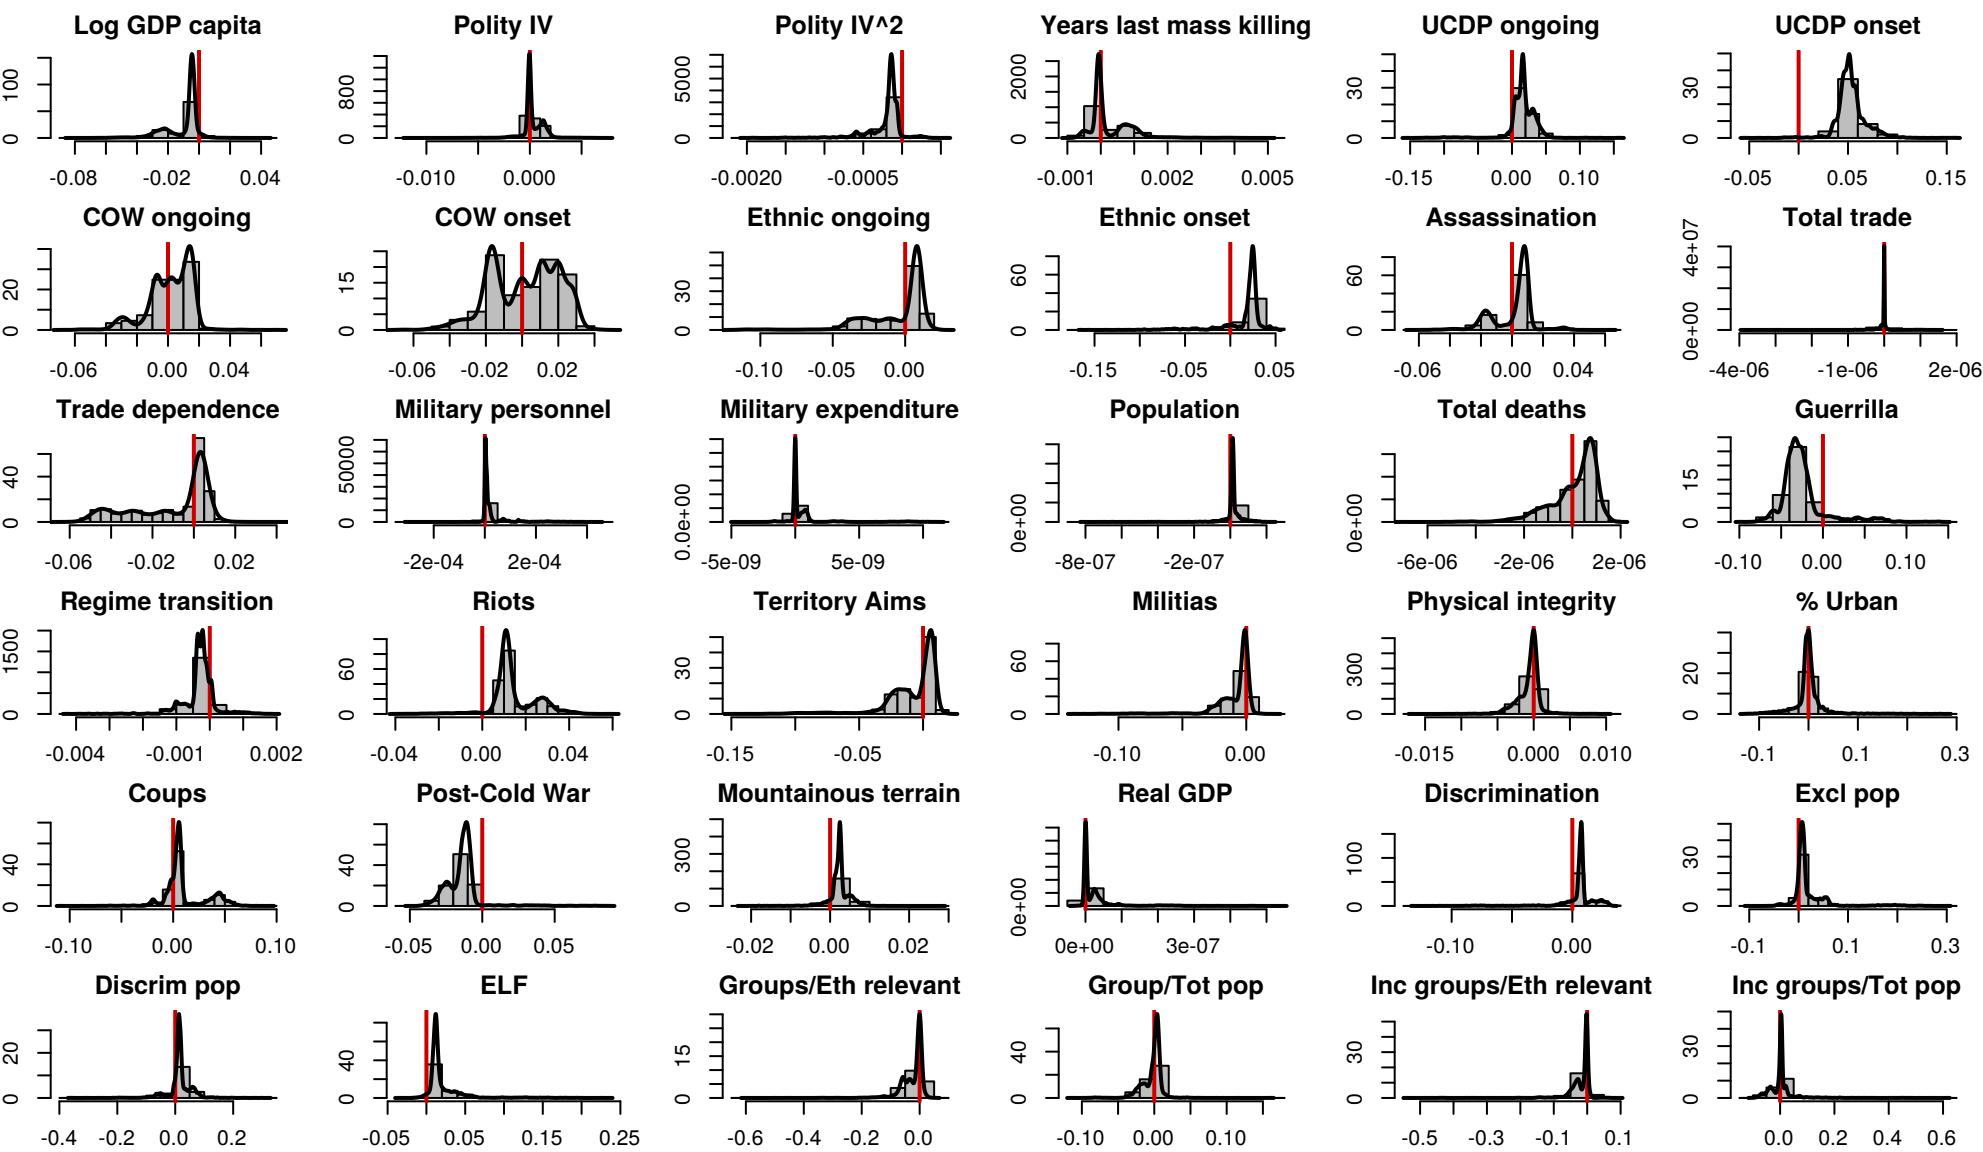 Log GDP capita Polity IV Polity IV^2 Years last mass killing UCDP ongoing UCDP onset
0 100 0 800 0 5000 0 2000 0 30 0 30
-0.08 -0.02 0.04 -0.010 0.000 -0.0020 -0.0005 -0.001 0.002 0.005 -0.15 0.00 0.10 -0.05 0.05 0.15
COW ongoing COW onset Ethnic ongoing Ethnic onset Assassination Total trade
0 20 0 15 0 30 0 60 0 60 0e+00 4e+07
-0.06 0.00 0.04 -0.06 -0.02 0.02 -0.10 -0.05 0.00 -0.15 -0.05 0.05 -0.06 0.00 0.04 -4e-06 -1e-06 2e-06
Trade dependence Military personnel Military expenditure Population Total deaths Guerrilla
0 40 0 50000 0.0e+00 0e+00 0e+00 0 15
-0.06 -0.02 0.02 -2e-04 2e-04 -5e-09 5e-09 -8e-07 -2e-07 -6e-06 -2e-06 2e-06 -0.10 0.00 0.10
Regime transition Riots Territory Aims Militias Physical integrity % Urban
0 1500 0 60 0 30 0 60 0 300 0 20
-0.004 -0.001 0.002 -0.04 0.00 0.04 -0.15 -0.05 -0.10 0.00 -0.015 0.000 0.010 -0.1 0.1 0.3
Coups Post-Cold War Mountainous terrain Real GDP Discrimination Excl pop
0 40 0 40 0 300 0e+00 0 100 0 30
-0.10 0.00 0.10 -0.05 0.00 0.05 -0.02 0.00 0.02 0e+00 3e-07 -0.10 0.00 -0.1 0.1 0.3
Discrim pop ELF Groups/Eth relevant Group/Tot pop Inc groups/Eth relevant Inc groups/Tot pop
0 20 0 40 0 15 0 40 0 30 0 30
-0.4 -0.2 0.0 0.2 -0.05 0.05 0.15 0.25 -0.6 -0.4 -0.2 0.0 -0.10 0.00 0.10 -0.5 -0.3 -0.1 0.1 0.0 0.2 0.4 0.6